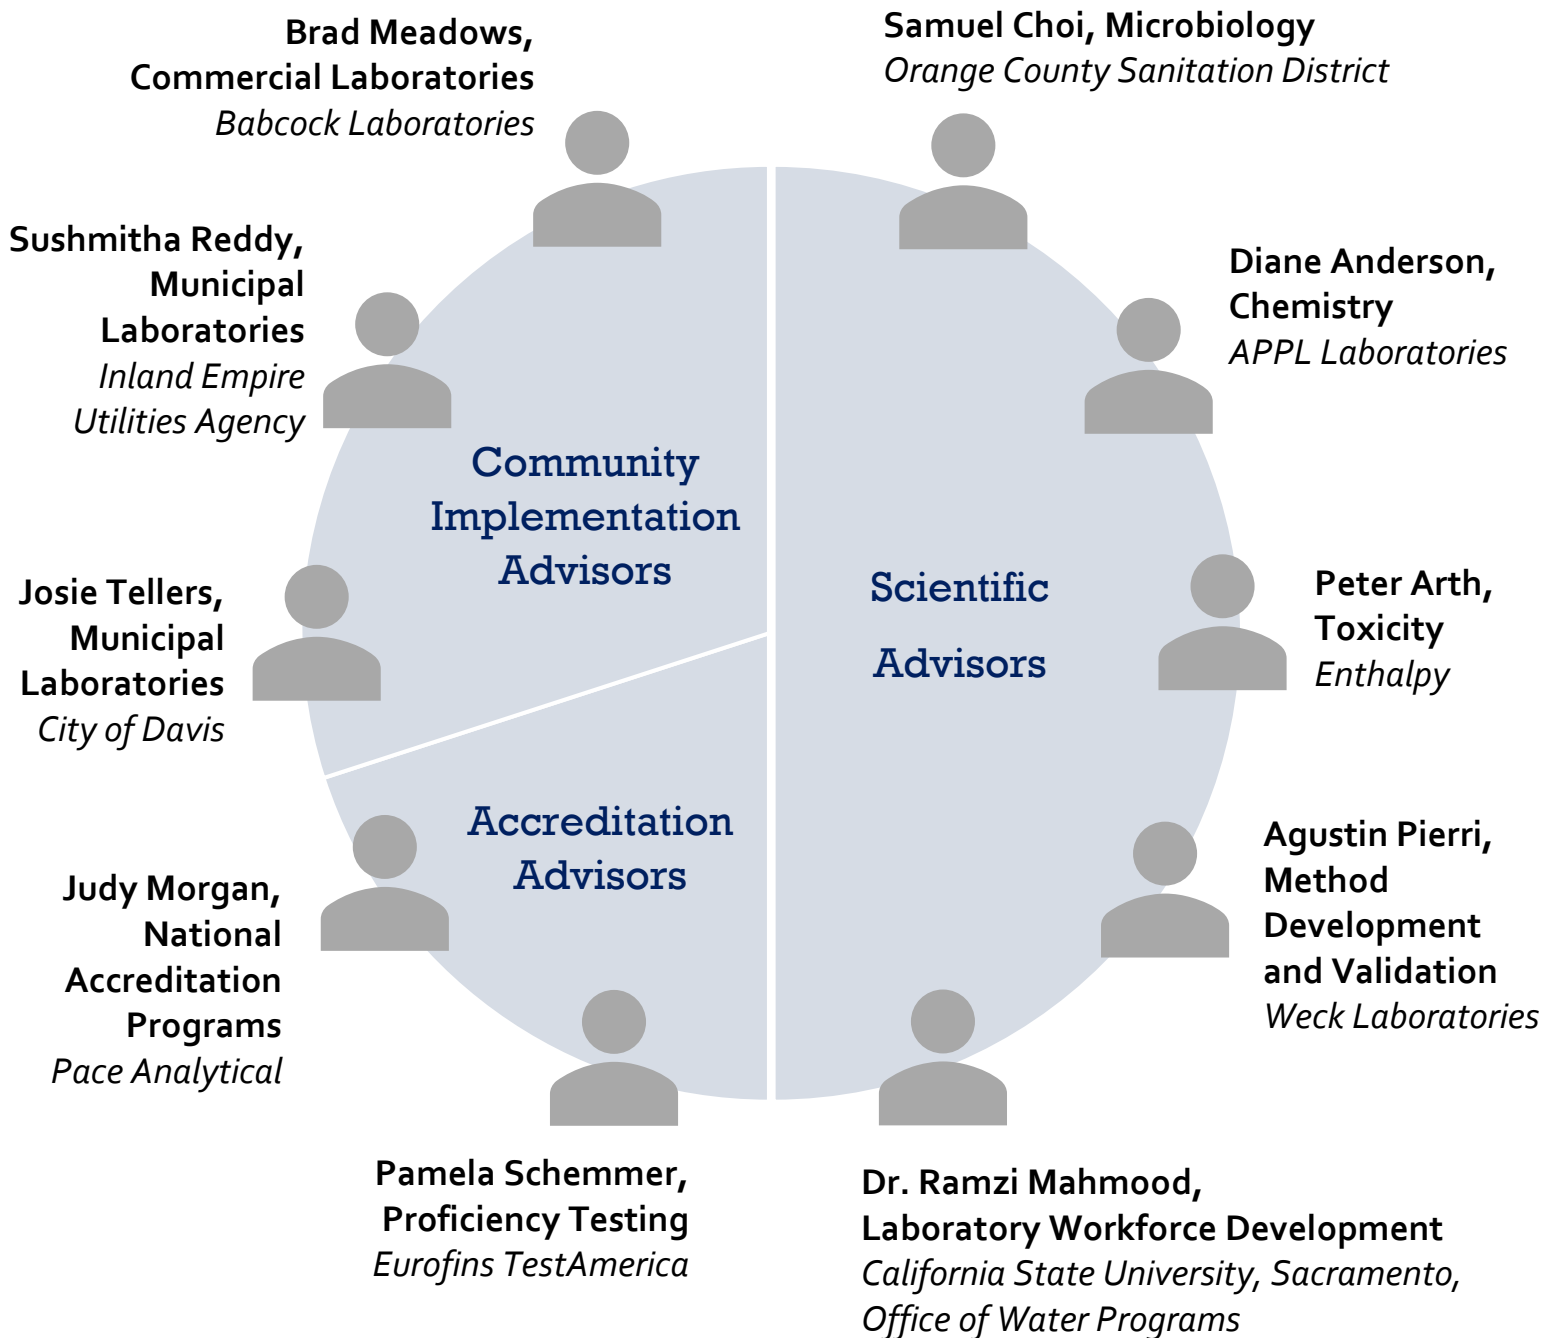 Brad Meadows,
Commercial Laboratories
Babcock Laboratories
Samuel Choi, Microbiology
Orange County Sanitation District
Sushmitha Reddy,
Municipal
Laboratories
Inland Empire
Utilities Agency
Diane Anderson,
Chemistry
APPL Laboratories
Community
Implementation
Advisors
Scientific
Advisors
Josie Tellers,
Municipal
Laboratories
City of Davis
Peter Arth,
Toxicity
Enthalpy
Accreditation
Advisors
Judy Morgan,
National
Accreditation
Programs
Pace Analytical
Agustin Pierri,
Method
Development
and Validation
Weck Laboratories
Pamela Schemmer,
Proficiency Testing
Eurofins TestAmerica
Dr. Ramzi Mahmood,
Laboratory Workforce Development
California State University, Sacramento,
Office of Water Programs